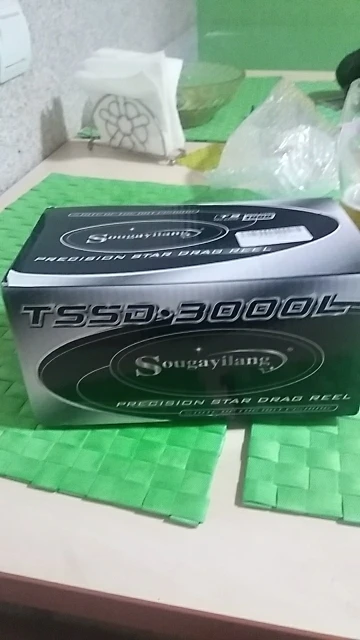 Sougayilang
PRECISION STAR DRAG REEL
TSSD·3000L
Sougayilang
PRECISION STAR DRAG REEL